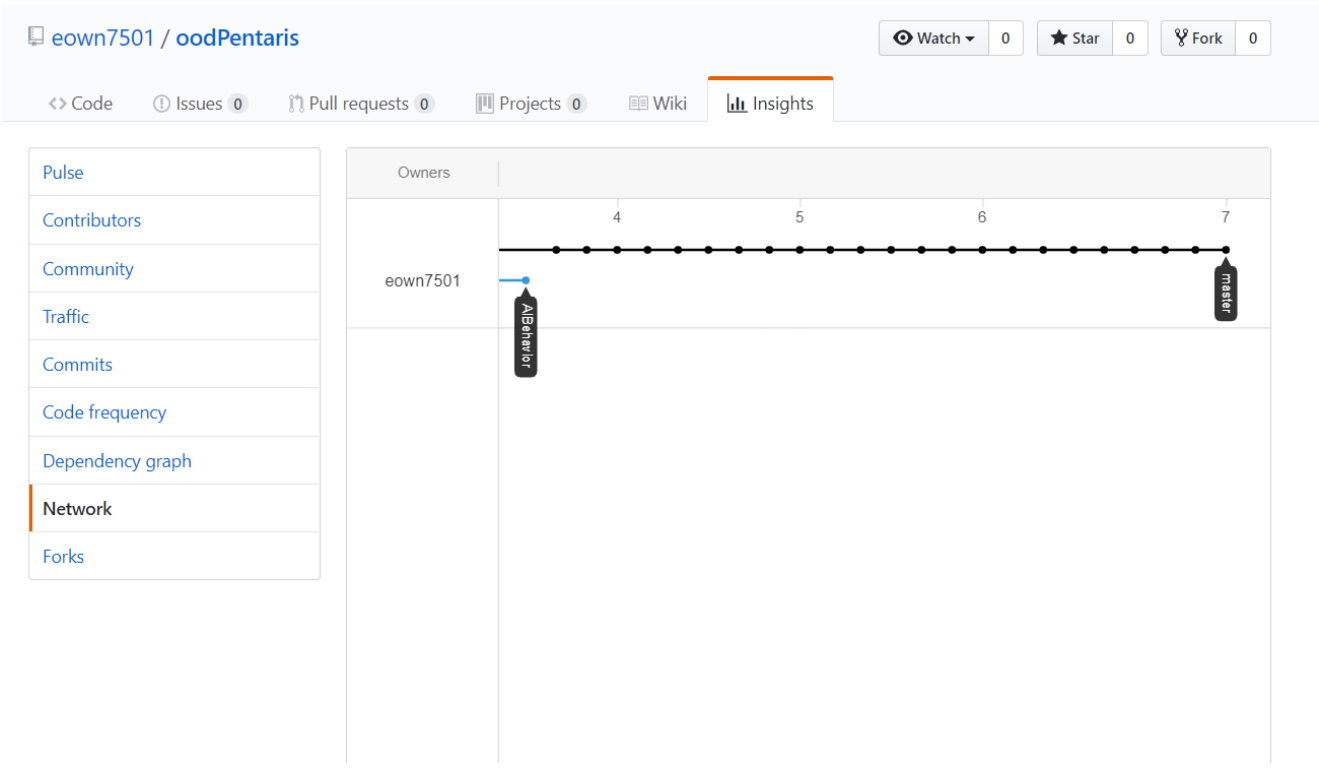 eown7501 / oodPentaris
Watch 0 Star 0 Fork 0
Code Issues 0 Pull requests 0 Projects 0 Wiki Insights
Pulse
Contributors
Community
Traffic
Commits
Code frequency
Dependency graph
Network
Forks
Owners
4 5 6 7
eown7501
AIBehavior
master